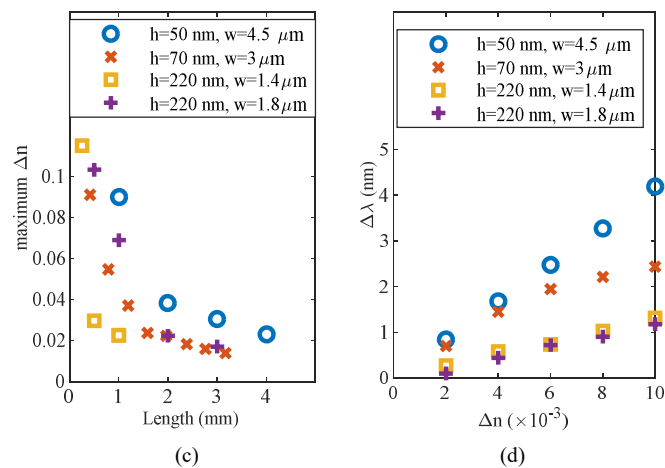 h=50 nm, w=4.5 μm
h=70 nm, w=3 μm
h=220 nm, w=1.4 μm
h=220 nm, w=1.8 μm
maximum Δn
0.1
0.08
0.06
0.04
0.02
0
0 1 2 3 4
Length (mm)
(c)
h=50 nm, w=4.5 μm
h=70 nm, w=3 μm
h=220 nm, w=1.4 μm
h=220 nm, w=1.8 μm
Δλ (nm)
5
4
3
2
1
0
0 2 4 6 8 10
Δn (×10⁻³)
(d)